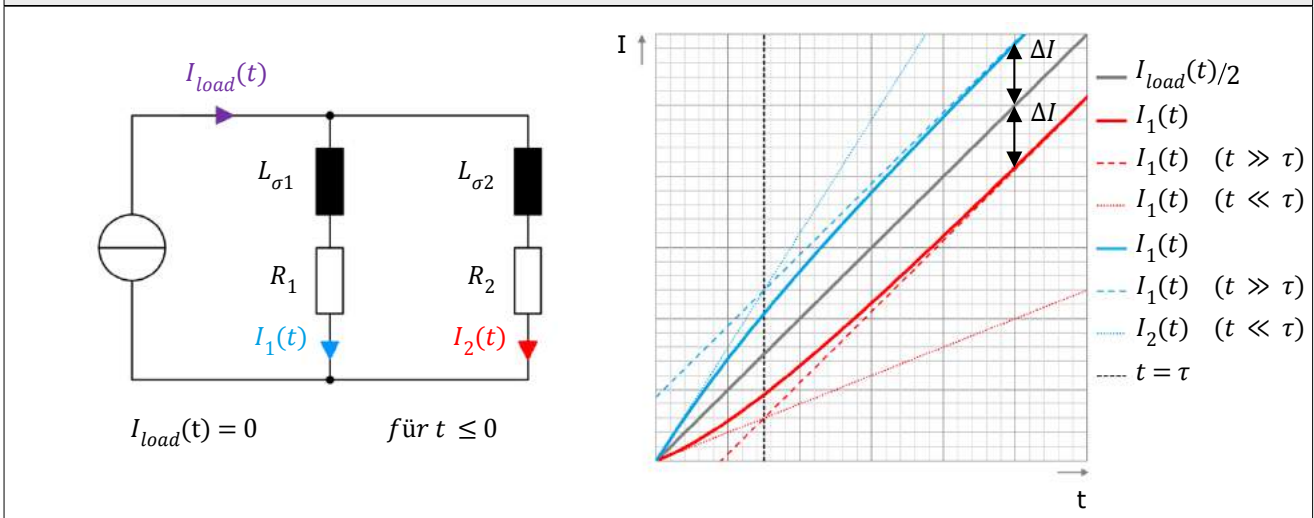 I_load(t)
L_σ1
L_σ2
R_1
R_2
I_1(t)
I_2(t)
I_load(t) = 0 für t ≤ 0
I
ΔI
ΔI
t
I_load(t)/2
I_1(t)
I_1(t) (t ≫ τ)
I_1(t) (t ≪ τ)
I_1(t)
I_1(t) (t ≫ τ)
I_2(t) (t ≪ τ)
t = τ